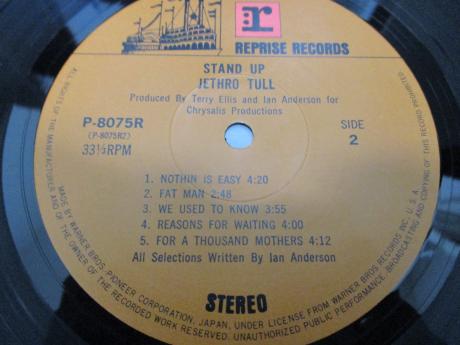 r
REPRISE RECORDS
STAND UP
JETHRO TULL
Produced By Terry Ellis and Ian Anderson for
Chrysalis Productions
P-8075R
(P-8075R2)
33⅓RPM
SIDE
2
1. NOTHIN IS EASY 4:20
2. FAT MAN 2:48
3. WE USED TO KNOW 3:55
4. REASONS FOR WAITING 4:00
5. FOR A THOUSAND MOTHERS 4:12
All Selections Written By Ian Anderson
STEREO
ALL RIGHTS OF THE MANUFACTURER AND OF THE OWNER OF THE RECORDED WORK RESERVED. UNAUTHORIZED PUBLIC PERFORMANCE, BROADCASTING AND COPYING OF THIS RECORD PROHIBITED
MFD. BY WARNER BROS. PIONEER CORPORATION, JAPAN, UNDER LICENSE FROM WARNER BROS RECORDS INC. U.S.A.